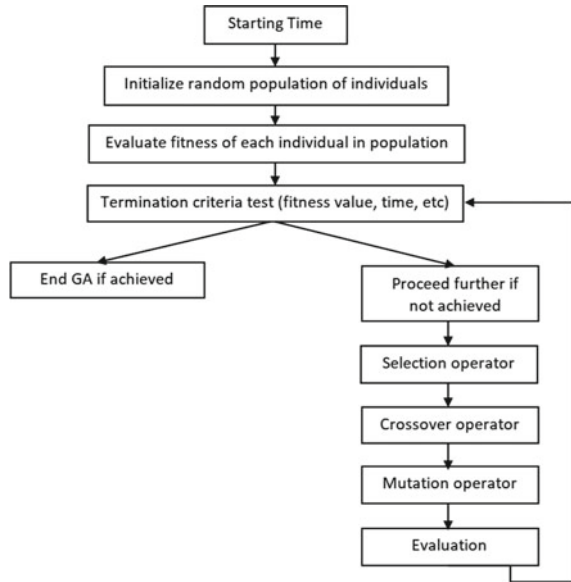 Starting Time
Initialize random population of individuals
Evaluate fitness of each individual in population
Termination criteria test (fitness value, time, etc)
End GA if achieved
Proceed further if
not achieved
Selection operator
Crossover operator
Mutation operator
Evaluation